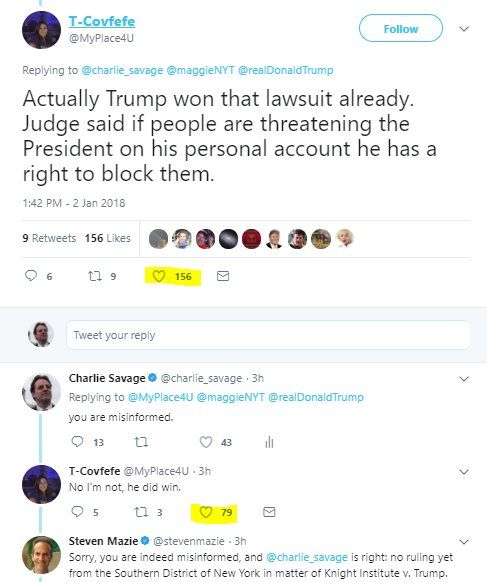 T-Covfefe
@MyPlace4U
Follow
Replying to @charlie_savage @maggieNYT @realDonaldTrump
Actually Trump won that lawsuit already.
Judge said if people are threatening the
President on his personal account he has a
right to block them.
1:42 PM - 2 Jan 2018
9 Retweets 156 Likes
6 9 156
Tweet your reply
Charlie Savage @charlie_savage · 3h
Replying to @MyPlace4U @maggieNYT @realDonaldTrump
you are misinformed.
13 43
T-Covfefe @MyPlace4U · 3h
No I'm not, he did win.
5 3 79
Steven Mazie @stevenmazie · 3h
Sorry, you are indeed misinformed, and @charlie_savage is right: no ruling yet
from the Southern District of New York in matter of Knight Institute v. Trump.